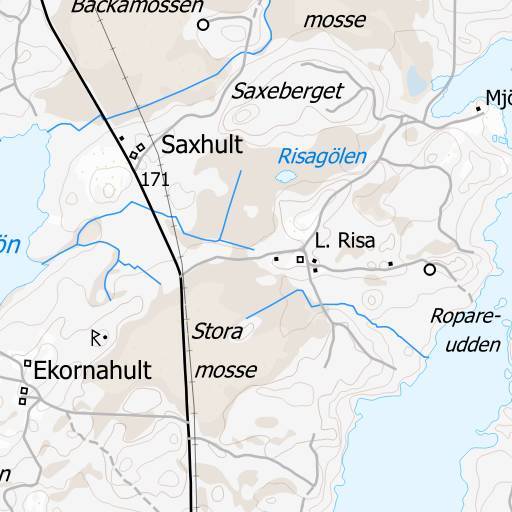 Backamossen
mosse
Saxeberget
Mjö
Saxhult
Risagölen
171
ön
L. Risa
Ropare-
udden
Stora
mosse
Ekornahult
n